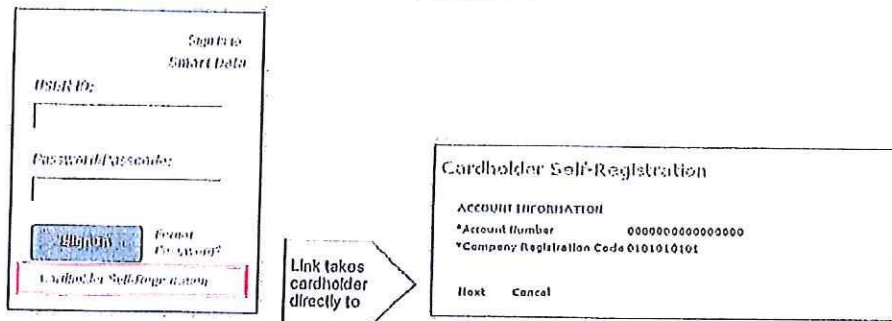 Sign in to
Smart Data
USER ID:
Password/Passcode:
Sign In
Forgot
Password?
Cardholder Self-Registration
Link takes
cardholder
directly to
Cardholder Self-Registration
ACCOUNT INFORMATION
*Account Number 0000000000000000
*Company Registration Code 0101010101
Next Cancel